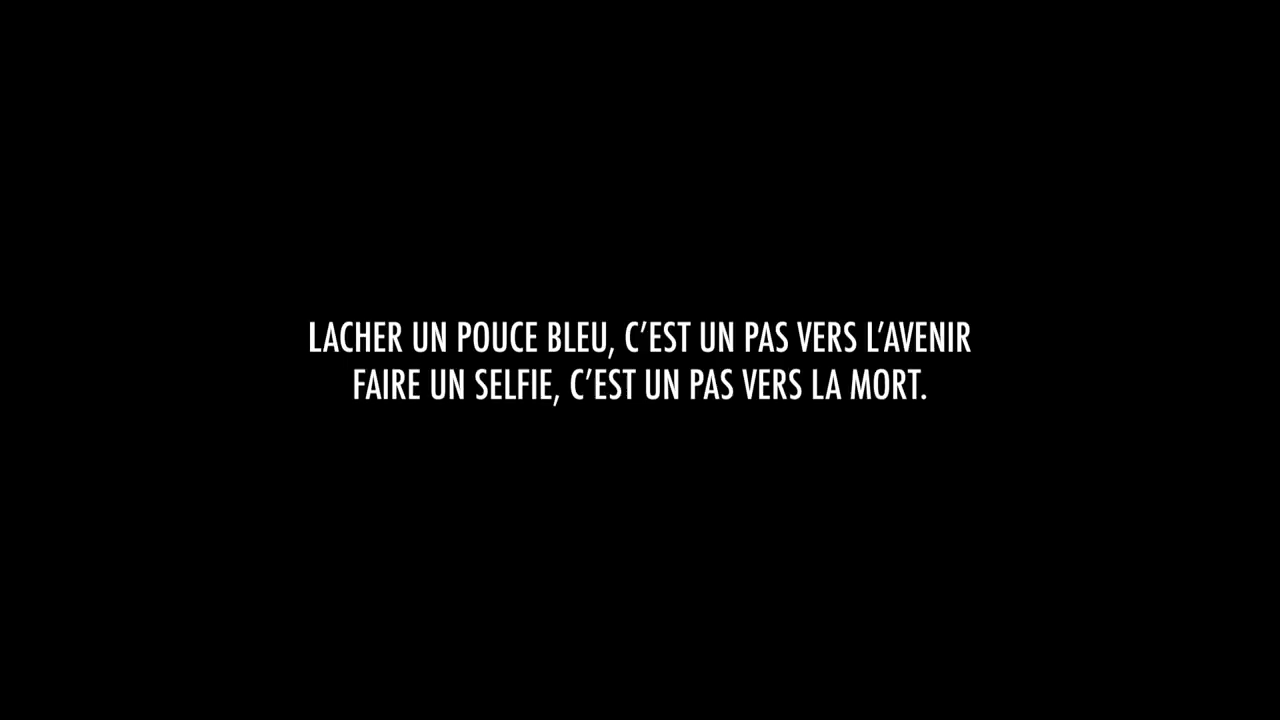 LACHER UN POUCE BLEU, C’EST UN PAS VERS L’AVENIR
FAIRE UN SELFIE, C’EST UN PAS VERS LA MORT.